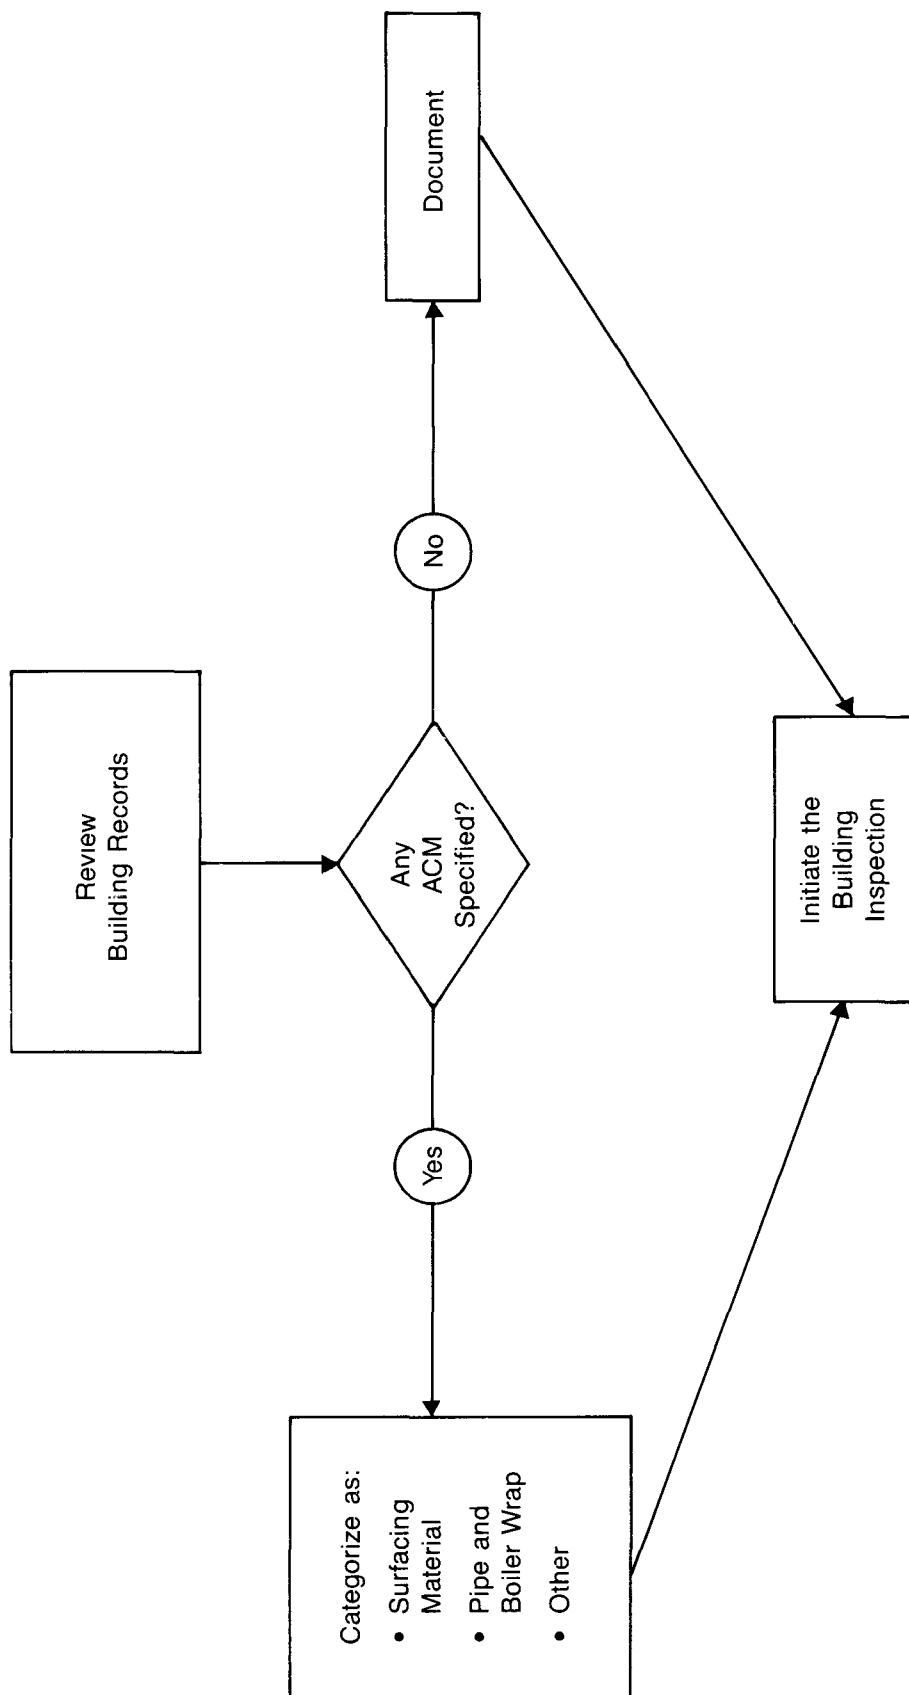 Review
Building Records
Any
ACM
Specified?
Yes
No
Categorize as:
• Surfacing
Material
• Pipe and
Boiler Wrap
• Other
Document
Initiate the
Building
Inspection